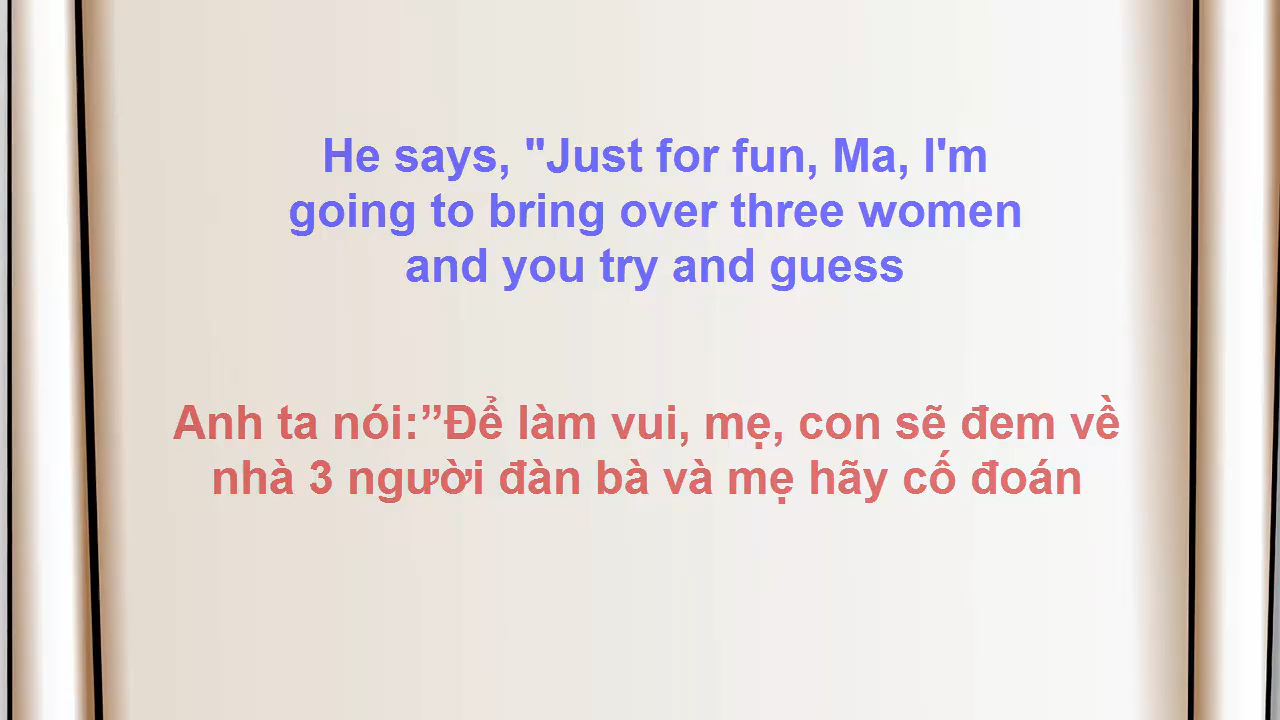 He says, "Just for fun, Ma, I'm
going to bring over three women
and you try and guess
Anh ta nói:”Để làm vui, mẹ, con sẽ đem về
nhà 3 người đàn bà và mẹ hãy cố đoán